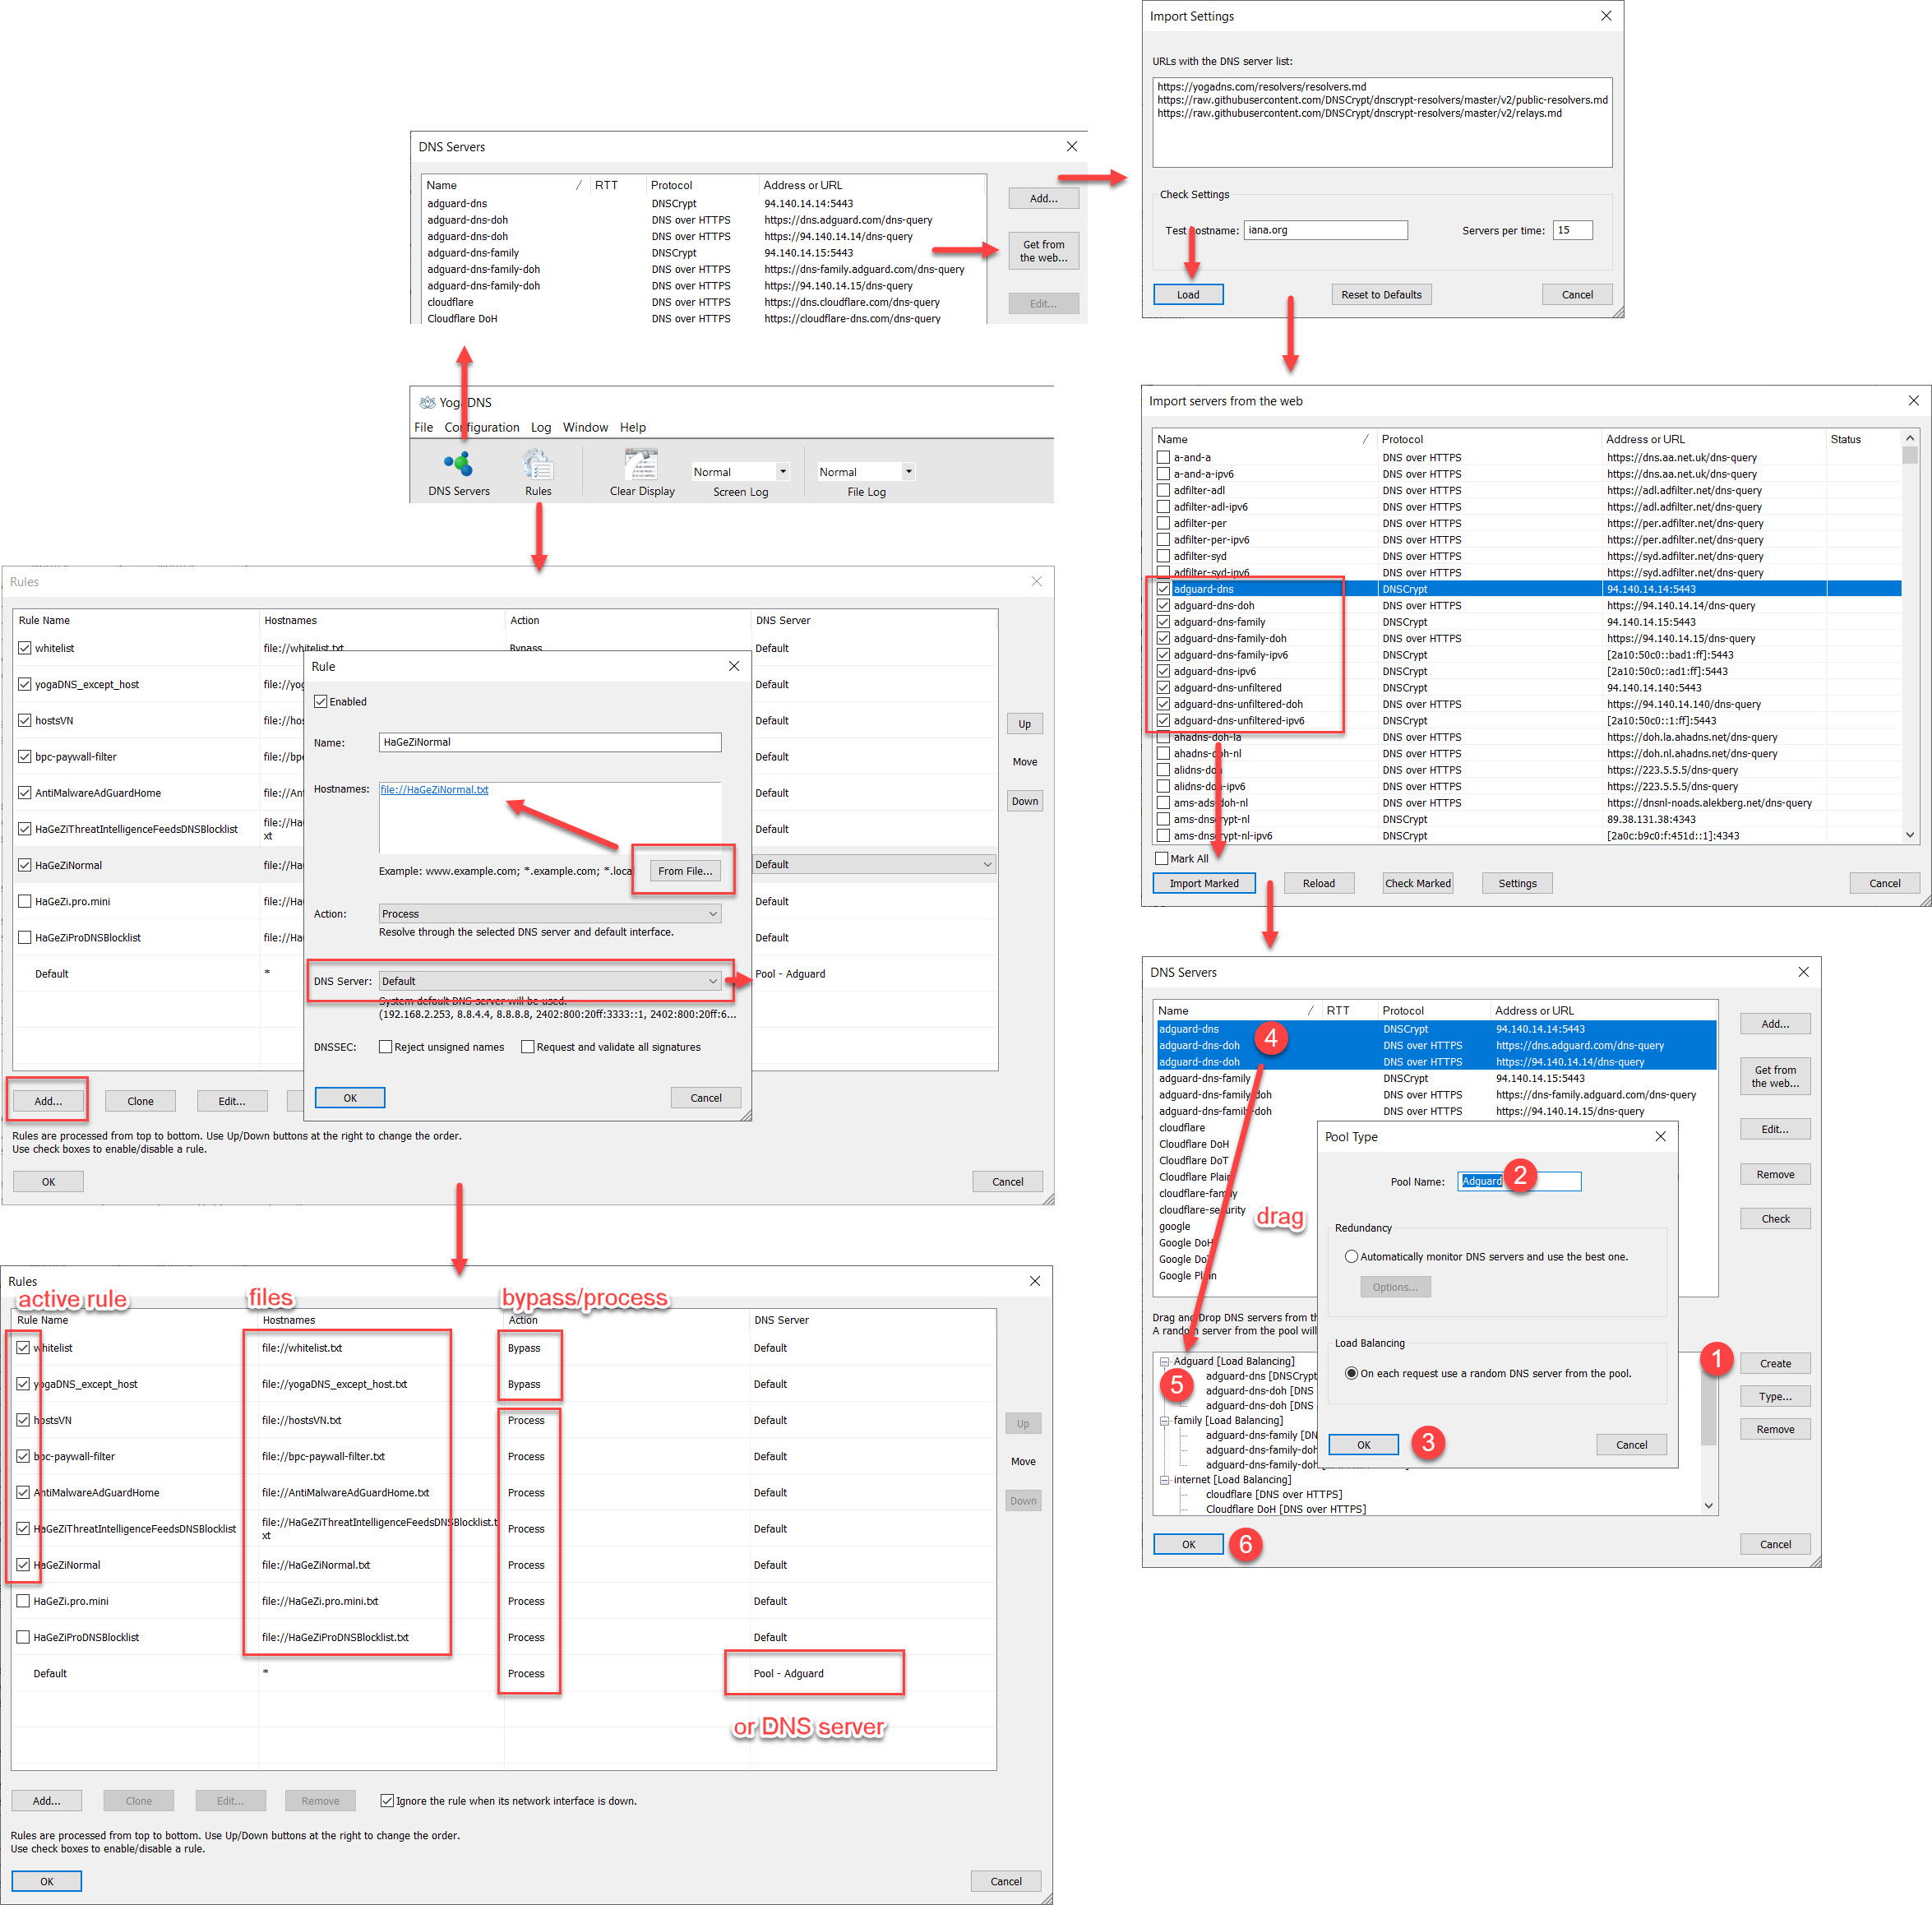 Import Settings
URLs with the DNS server list:
https://yogadns.com/resolvers/resolvers.md
https://raw.githubusercontent.com/DNSCrypt/dnscrypt-resolvers/master/v2/public-resolvers.md
https://raw.githubusercontent.com/DNSCrypt/dnscrypt-resolvers/master/v2/relays.md
Check Settings
Test hostname: iana.org Servers per time: 15
Load Reset to Defaults Cancel
DNS Servers
Name / RTT Protocol Address or URL
adguard-dns DNSCrypt 94.140.14.14:5443
adguard-dns-doh DNS over HTTPS https://dns.adguard.com/dns-query
adguard-dns-doh DNS over HTTPS https://94.140.14.14/dns-query
adguard-dns-family DNSCrypt 94.140.14.15:5443
adguard-dns-family-doh DNS over HTTPS https://dns-family.adguard.com/dns-query
adguard-dns-family-doh DNS over HTTPS https://94.140.14.15/dns-query
cloudflare DNS over HTTPS https://dns.cloudflare.com/dns-query
Cloudflare DoH DNS over HTTPS https://cloudflare-dns.com/dns-query
Add...
Get from
the web...
Edit...
YogaDNS
File Configuration Log Window Help
Normal Normal
DNS Servers Rules Clear Display Screen Log File Log
Import servers from the web
Name / Protocol Address or URL Status
a-and-a DNS over HTTPS https://dns.aa.net.uk/dns-query
a-and-a-ipv6 DNS over HTTPS https://dns.aa.net.uk/dns-query
adfilter-adl DNS over HTTPS https://adl.adfilter.net/dns-query
adfilter-adl-ipv6 DNS over HTTPS https://adl.adfilter.net/dns-query
adfilter-per DNS over HTTPS https://per.adfilter.net/dns-query
adfilter-per-ipv6 DNS over HTTPS https://per.adfilter.net/dns-query
adfilter-syd DNS over HTTPS https://syd.adfilter.net/dns-query
adfilter-syd-ipv6 DNS over HTTPS https://syd.adfilter.net/dns-query
adguard-dns DNSCrypt 94.140.14.14:5443
adguard-dns-doh DNS over HTTPS https://94.140.14.14/dns-query
adguard-dns-family DNSCrypt 94.140.14.15:5443
adguard-dns-family-doh DNS over HTTPS https://94.140.14.15/dns-query
adguard-dns-family-ipv6 DNSCrypt [2a10:50c0::bad1:ff]:5443
adguard-dns-ipv6 DNSCrypt [2a10:50c0::ad1:ff]:5443
adguard-dns-unfiltered DNSCrypt 94.140.14.140:5443
adguard-dns-unfiltered-doh DNS over HTTPS https://94.140.14.140/dns-query
adguard-dns-unfiltered-ipv6 DNSCrypt [2a10:50c0::1:ff]:5443
ahadns-doh-la DNS over HTTPS https://doh.la.ahadns.net/dns-query
ahadns-doh-nl DNS over HTTPS https://doh.nl.ahadns.net/dns-query
alidns-doh DNS over HTTPS https://223.5.5.5/dns-query
alidns-doh-ipv6 DNS over HTTPS https://223.5.5.5/dns-query
ams-ads-doh-nl DNS over HTTPS https://dnsnl-noads.alekberg.net/dns-query
ams-dnscrypt-nl DNSCrypt 89.38.131.38:4343
ams-dnscrypt-nl-ipv6 DNSCrypt [2a0c:b9c0:f:451d::1]:4343
Mark All
Import Marked Reload Check Marked Settings Cancel
Rules
Rule Name Hostnames Action DNS Server
whitelist file://whitelist.txt Bypass Default
yogaDNS_except_host file://yog Default
hostsVN file://hos Default
bpc-paywall-filter file://bpc Default
AntiMalwareAdGuardHome file://Ant Default
HaGeZiThreatIntelligenceFeedsDNSBlocklist file://Ha Default
xt
HaGeZiNormal file://Ha Default
HaGeZi.pro.mini file://Ha Default
HaGeZiProDNSBlocklist file://Ha Default
Default * Pool - Adguard
Up
Move
Down
Add... Clone Edit...
Rules are processed from top to bottom. Use Up/Down buttons at the right to change the order.
Use check boxes to enable/disable a rule.
OK Cancel
Rule
Enabled
Name: HaGeZiNormal
Hostnames: file://HaGeZiNormal.txt
Example: www.example.com; *.example.com; *.loca From File...
Action: Process
Resolve through the selected DNS server and default interface.
DNS Server: Default
System default DNS server will be used.
(192.168.2.253, 8.8.4.4, 8.8.8.8, 2402:800:20ff:3333::1, 2402:800:20ff:6...
DNSSEC: Reject unsigned names Request and validate all signatures
OK Cancel
DNS Servers
Name / RTT Protocol Address or URL
adguard-dns DNSCrypt 94.140.14.14:5443
adguard-dns-doh DNS over HTTPS https://dns.adguard.com/dns-query
adguard-dns-doh DNS over HTTPS https://94.140.14.14/dns-query
adguard-dns-family DNSCrypt 94.140.14.15:5443
adguard-dns-family-doh DNS over HTTPS https://dns-family.adguard.com/dns-query
adguard-dns-family-doh DNS over HTTPS https://94.140.14.15/dns-query
cloudflare
Cloudflare DoH
Cloudflare DoT
Cloudflare Plain
cloudflare-family
cloudflare-security
google
Google DoH
Google DoT
Google Plain
4
drag
Add...
Get from
the web...
Edit...
Remove
Check
Drag and Drop DNS servers from th
A random server from the pool will
Adguard [Load Balancing]
adguard-dns [DNSCrypt
adguard-dns-doh [DNS
adguard-dns-doh [DNS
family [Load Balancing]
adguard-dns-family [DN
adguard-dns-family-doh
adguard-dns-family-doh
internet [Load Balancing]
cloudflare [DNS over HTTPS]
Cloudflare DoH [DNS over HTTPS]
5
1
Create
Type...
Remove
OK 6 Cancel
Pool Type
Pool Name: Adguard 2
Redundancy
Automatically monitor DNS servers and use the best one.
Options...
Load Balancing
On each request use a random DNS server from the pool.
OK 3 Cancel
Rules
active rule files bypass/process
Rule Name Hostnames Action DNS Server
whitelist file://whitelist.txt Bypass Default
yogaDNS_except_host file://yogaDNS_except_host.txt Bypass Default
hostsVN file://hostsVN.txt Process Default
bpc-paywall-filter file://bpc-paywall-filter.txt Process Default
AntiMalwareAdGuardHome file://AntiMalwareAdGuardHome.txt Process Default
HaGeZiThreatIntelligenceFeedsDNSBlocklist file://HaGeZiThreatIntelligenceFeedsDNSBlocklist.t Process Default
xt
HaGeZiNormal file://HaGeZiNormal.txt Process Default
HaGeZi.pro.mini file://HaGeZi.pro.mini.txt Process Default
HaGeZiProDNSBlocklist file://HaGeZiProDNSBlocklist.txt Process Default
Default * Process Pool - Adguard
or DNS server
Up
Move
Down
Add... Clone Edit... Remove Ignore the rule when its network interface is down.
Rules are processed from top to bottom. Use Up/Down buttons at the right to change the order.
Use check boxes to enable/disable a rule.
OK Cancel